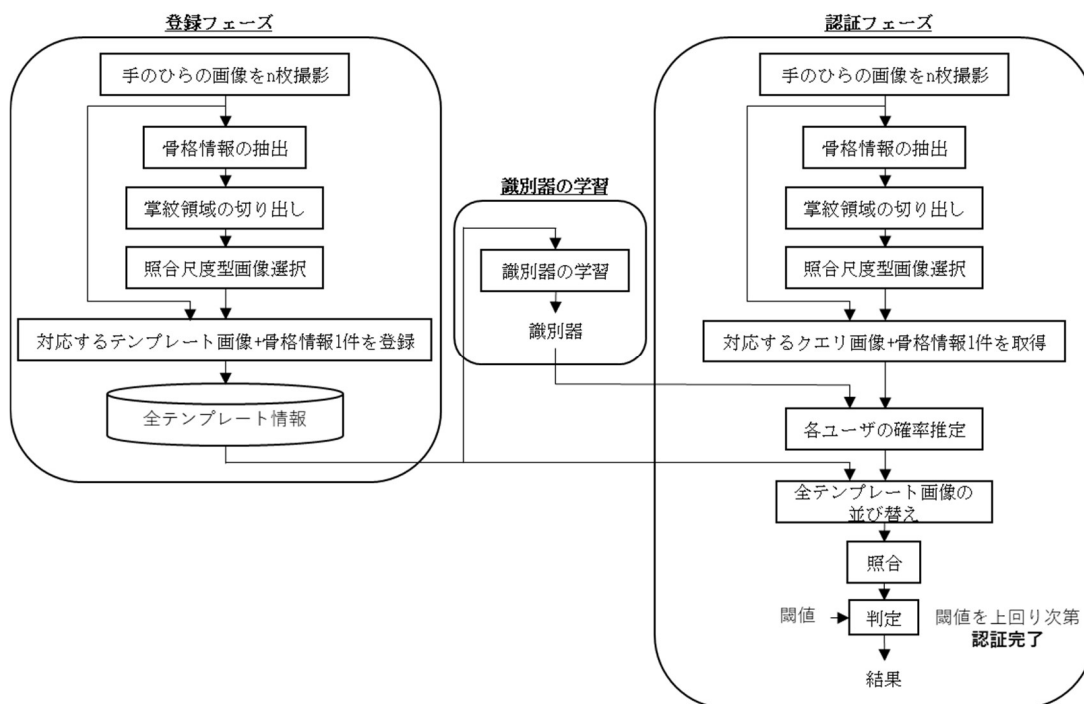 登録フェーズ
手のひらの画像をn枚撮影
骨格情報の抽出
掌紋領域の切り出し
照合尺度型画像選択
対応するテンプレート画像+骨格情報1件を登録
全テンプレート情報
識別器の学習
識別器の学習
識別器
認証フェーズ
手のひらの画像をn枚撮影
骨格情報の抽出
掌紋領域の切り出し
照合尺度型画像選択
対応するクエリ画像+骨格情報1件を取得
各ユーザの確率推定
全テンプレート画像の
並び替え
照合
閾値
判定
閾値を上回り次第
認証完了
結果